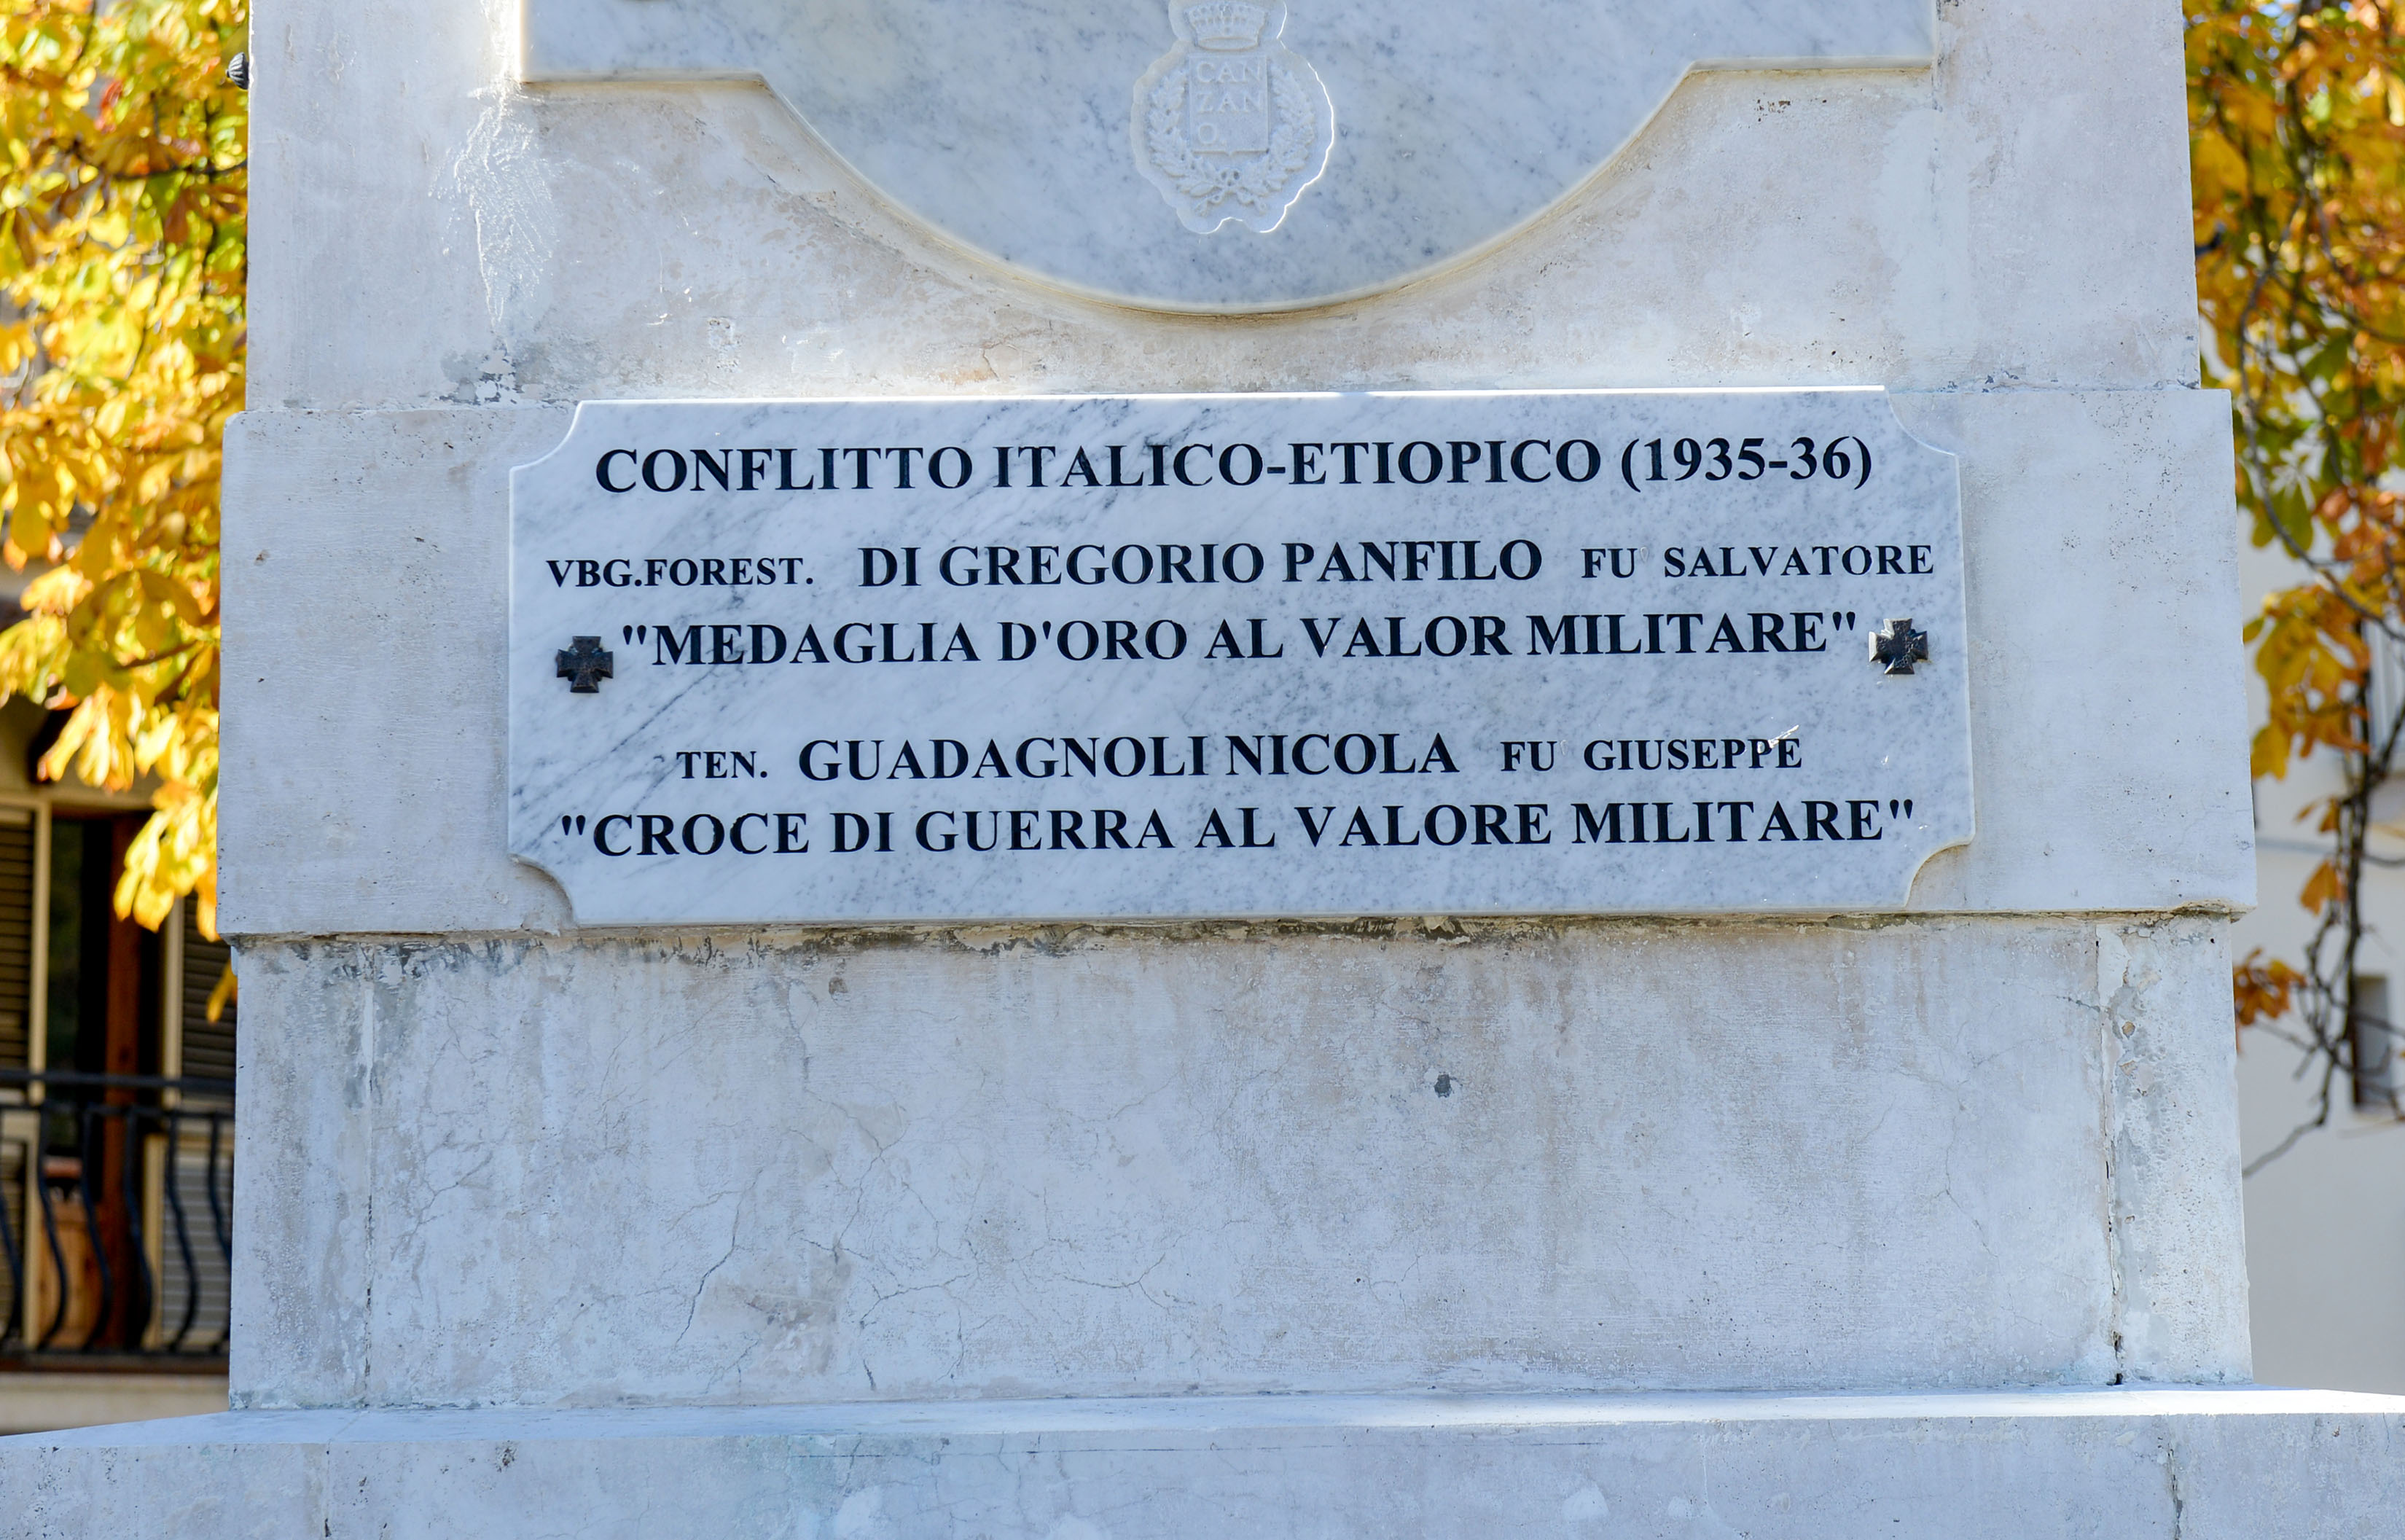 CAN
ZAN
O
CONFLITTO ITALICO-ETIOPICO (1935-36)
VBG.FOREST. DI GREGORIO PANFILO FU SALVATORE
"MEDAGLIA D'ORO AL VALOR MILITARE"
TEN. GUADAGNOLI NICOLA FU GIUSEPPE
"CROCE DI GUERRA AL VALORE MILITARE"